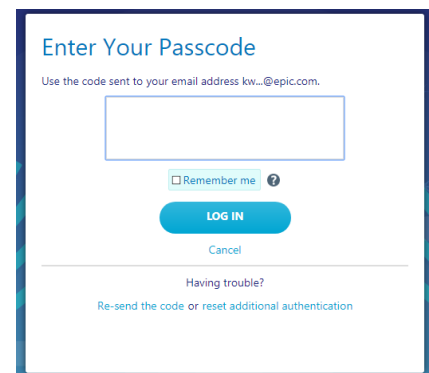 Enter Your Passcode
Use the code sent to your email address kw...@epic.com.
Remember me ?
LOG IN
Cancel
Having trouble?
Re-send the code or reset additional authentication